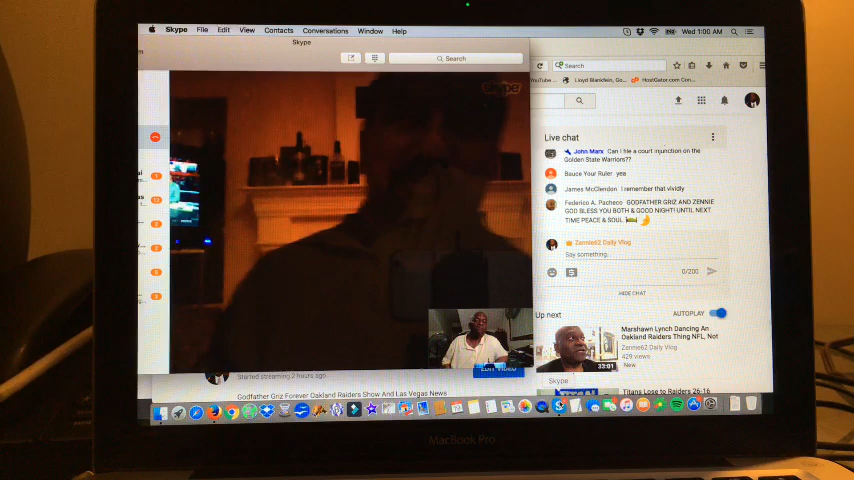 Skype File Edit View Contacts Conversations Window Help
Wed 1:00 AM
Skype
Search
Search
YouTube ...
Lloyd Blankfein, Go...
HostGator.com Con...
skype
Live chat
John Marx Can I file a court injunction on the
Golden State Warriors??
Bauce Your Ruler yea
James McClendon I remember that vividly
Federico A. Pacheco GODFATHER GRIZ AND ZENNIE
GOD BLESS YOU BOTH & GOOD NIGHT! UNTIL NEXT
TIME PEACE & SOUL
Zennie62 Daily Vlog
Say something...
0/200
HIDE CHAT
Up next
AUTOPLAY
Marshawn Lynch Dancing An
Oakland Raiders Thing NFL, Not
Zennie62 Daily Vlog
429 views
New
33:01
Skype
Titans Lose to Raiders 26-16
EDIT VIDEO
Started streaming 2 hours ago
Godfather Griz Forever Oakland Raiders Show And Las Vegas News
MacBook Pro